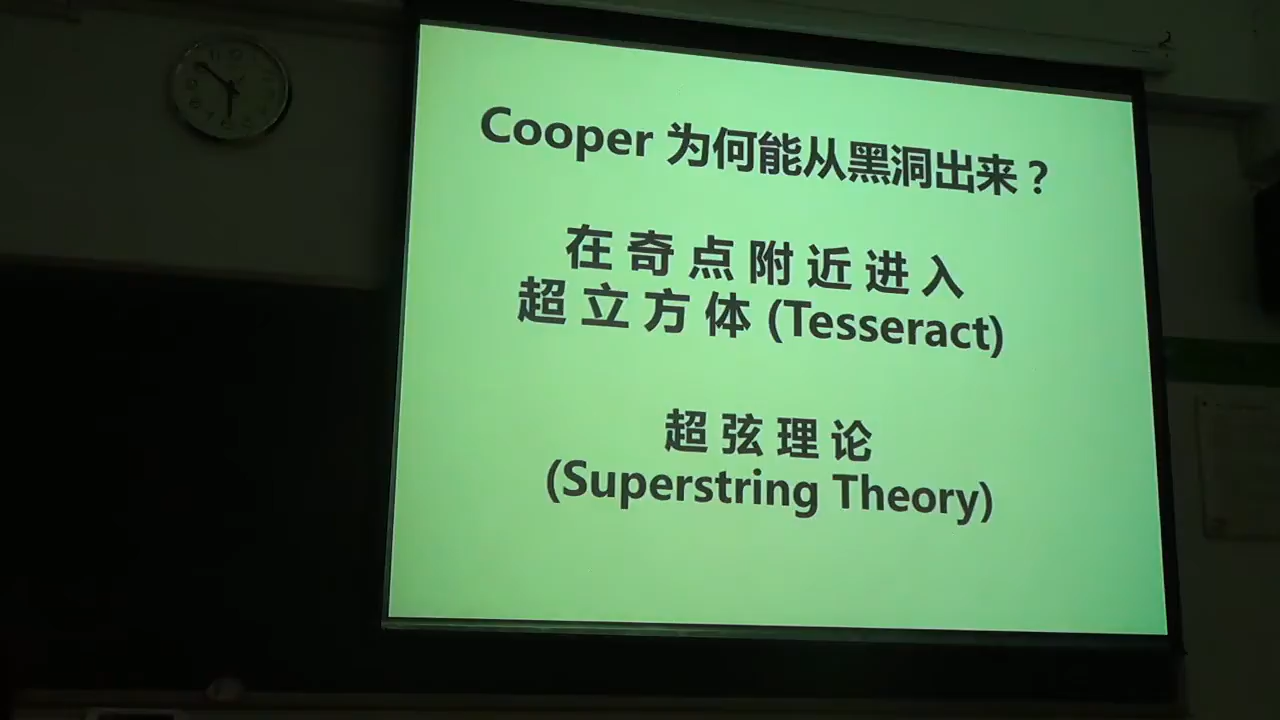 Cooper 为何能从黑洞出来？
在奇点附近进入
超立方体 (Tesseract)
超弦理论
(Superstring Theory)